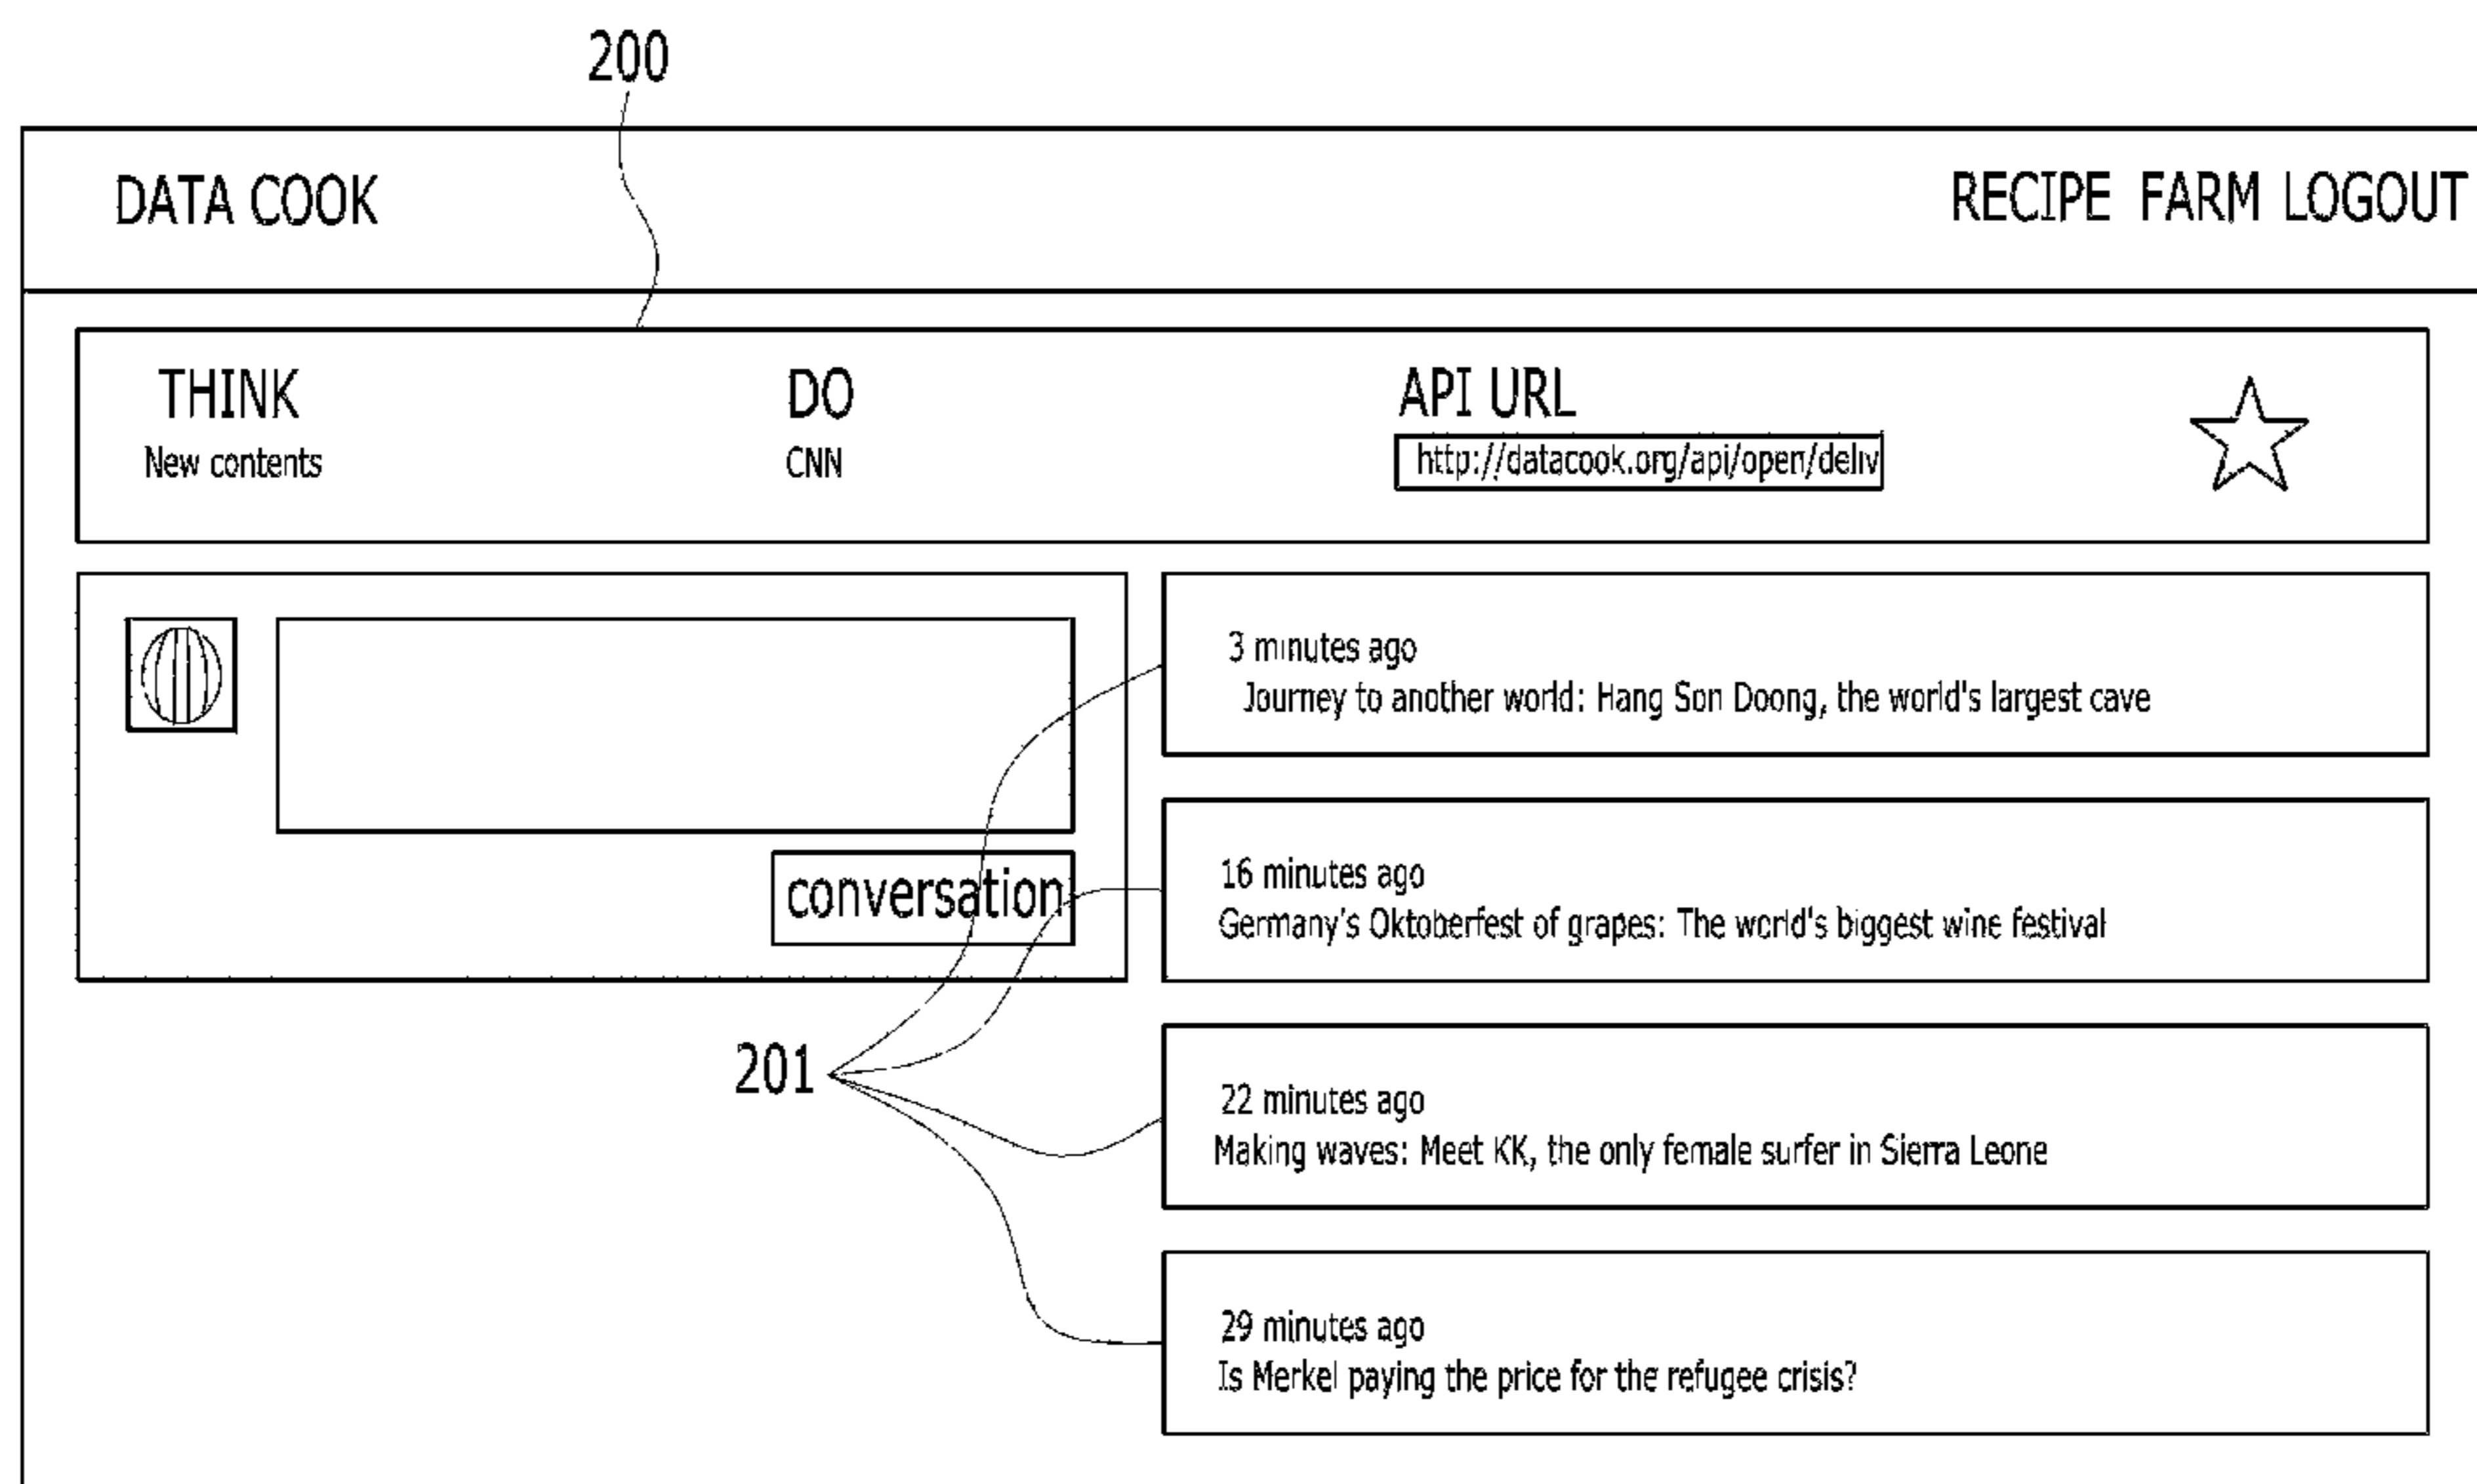 200
DATA COOK
RECIPE FARM LOGOUT
THINK
New contents
DO
CNN
API URL
http://datacook.org/api/open/deliv
conversation
3 minutes ago
Journey to another world: Hang Son Doong, the world's largest cave
16 minutes ago
Germany's Oktoberfest of grapes: The world's biggest wine festival
201
22 minutes ago
Making waves: Meet KK, the only female surfer in Sierra Leone
29 minutes ago
Is Merkel paying the price for the refugee crisis?